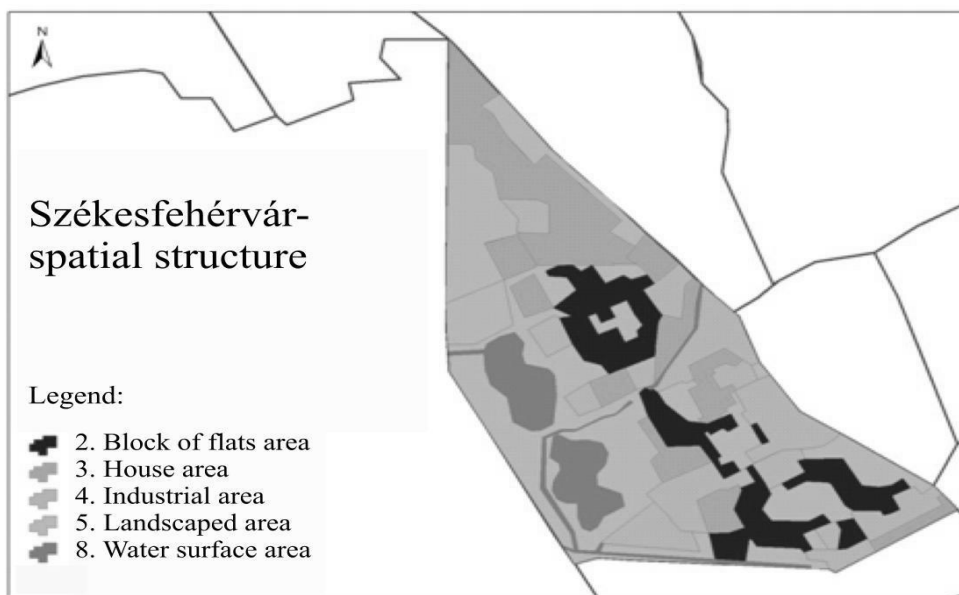 N
Székesfehérvár-
spatial structure
Legend:
2. Block of flats area
3. House area
4. Industrial area
5. Landscaped area
8. Water surface area